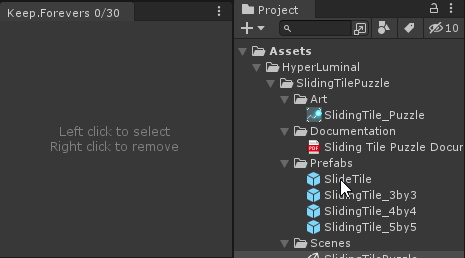 Keep.Forevers 0/30
Left click to select
Right click to remove
Project
10
Assets
HyperLuminal
SlidingTilePuzzle
Art
SlidingTile_Puzzle
Documentation
PDF
Sliding Tile Puzzle Docur
Prefabs
SlideTile
SlidingTile_3by3
SlidingTile_4by4
SlidingTile_5by5
Scenes
SlidingTilePuzzle